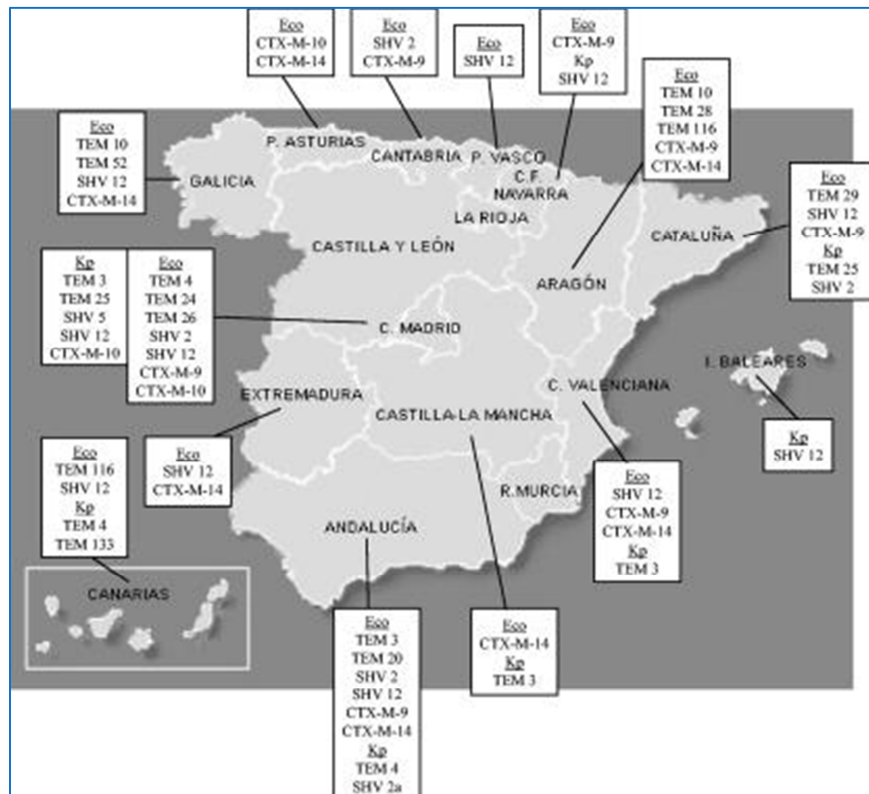 Eco
CTX-M-10
CTX-M-14
Eco
SHV 2
CTX-M-9
Eco
SHV 12
Eco
CTX-M-9
Kp
SHV 12
Eco
TEM 10
TEM 28
TEM 116
CTX-M-9
CTX-M-14
Eco
TEM 10
TEM 52
SHV 12
CTX-M-14
Eco
TEM 29
SHV 12
CTX-M-9
Kp
TEM 25
SHV 2
P. ASTURIAS
CANTABRIA
P. VASCO
C.F.
NAVARRA
GALICIA
LA RIOJA
CASTILLA Y LEÓN
CATALUÑA
ARAGÓN
Kp
TEM 3
TEM 25
SHV 5
SHV 12
CTX-M-10
Eco
TEM 4
TEM 24
TEM 26
SHV 2
SHV 12
CTX-M-9
CTX-M-10
C. MADRID
I. BALEARES
EXTREMADURA
C. VALENCIANA
CASTILLA-LA MANCHA
Kp
SHV 12
Eco
SHV 12
CTX-M-14
Eco
TEM 116
SHV 12
Kp
TEM 4
TEM 133
R.MURCIA
ANDALUCÍA
Eco
SHV 12
CTX-M-9
CTX-M-14
Kp
TEM 3
CANARIAS
Eco
TEM 3
TEM 20
SHV 2
SHV 12
CTX-M-9
CTX-M-14
Kp
TEM 4
SHV 2a
Eco
CTX-M-14
Kp
TEM 3